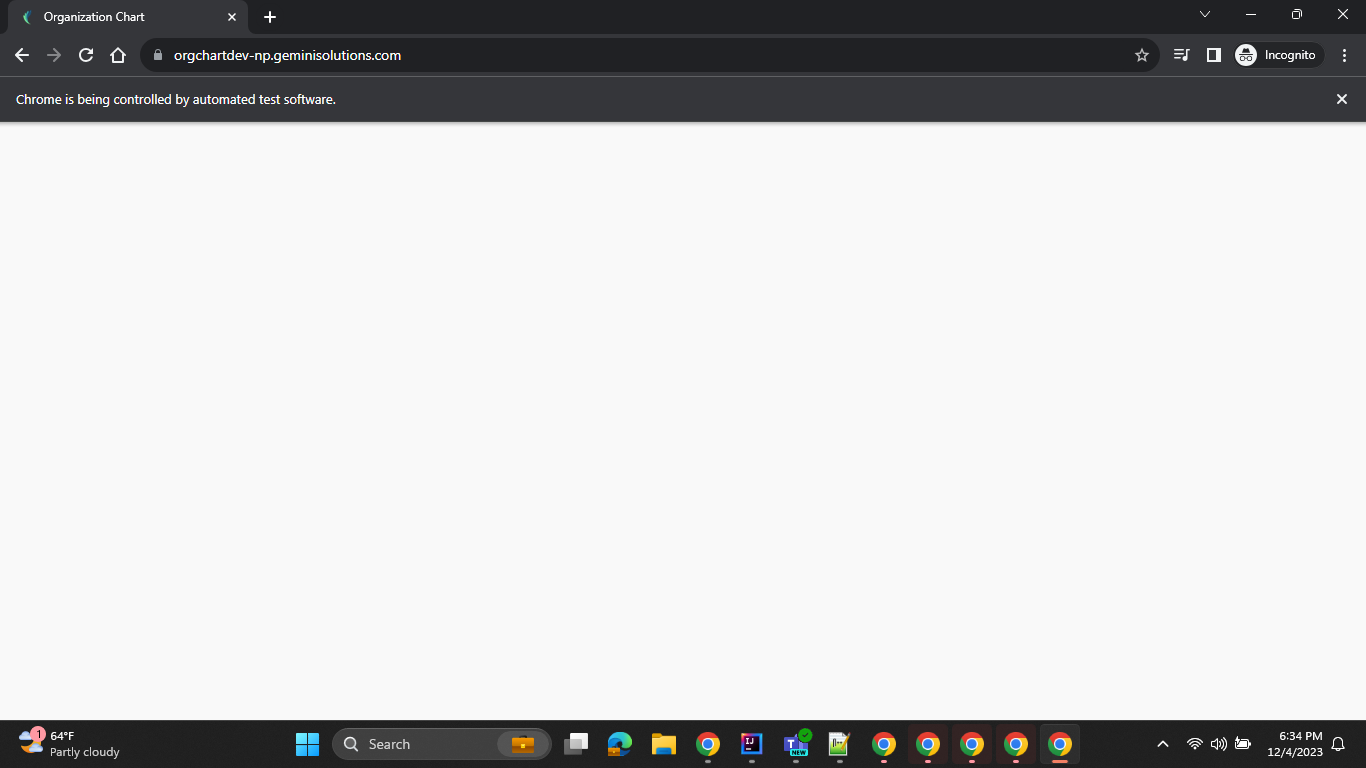 Organization Chart
orgchartdev-np.geminisolutions.com
Incognito
Chrome is being controlled by automated test software.
1
64°F
Partly cloudy
Search
IJ
T
NEW
6:34 PM
12/4/2023